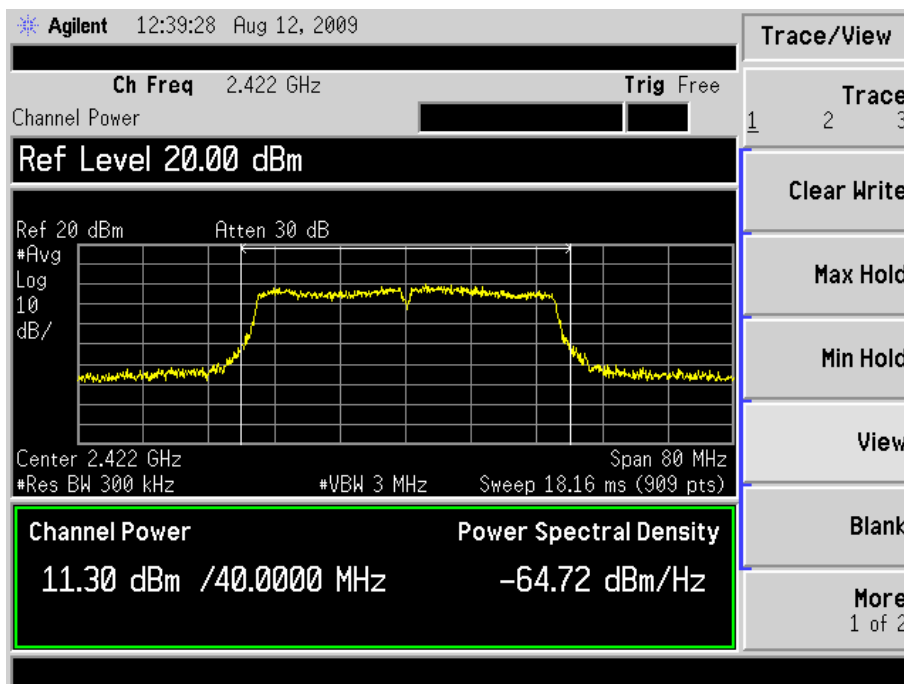 Agilent 12:39:28 Aug 12, 2009
Trace/View
Ch Freq 2.422 GHz Trig Free
Channel Power
Trace
1 2 3
Ref Level 20.00 dBm
Clear Write
Ref 20 dBm Atten 30 dB
#Avg
Log
10
dB/
Max Hold
Min Hold
View
Center 2.422 GHz Span 80 MHz
#Res BW 300 kHz #VBW 3 MHz Sweep 18.16 ms (909 pts)
Blank
Channel Power Power Spectral Density
11.30 dBm /40.0000 MHz -64.72 dBm/Hz
More
1 of 2